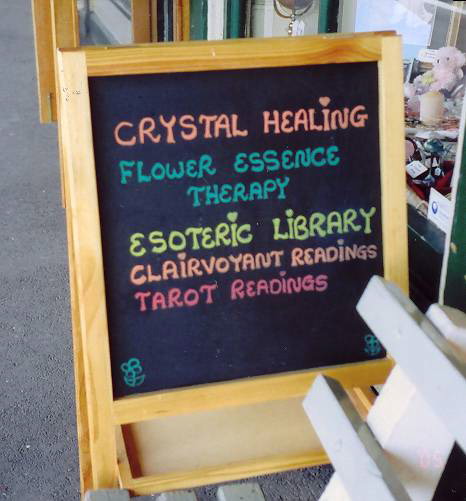 CRYSTAL HEALING
FLOWER ESSENCE
THERAPY
ESOTERIC LIBRARY
CLAIRVOYANT READINGS
TAROT READINGS